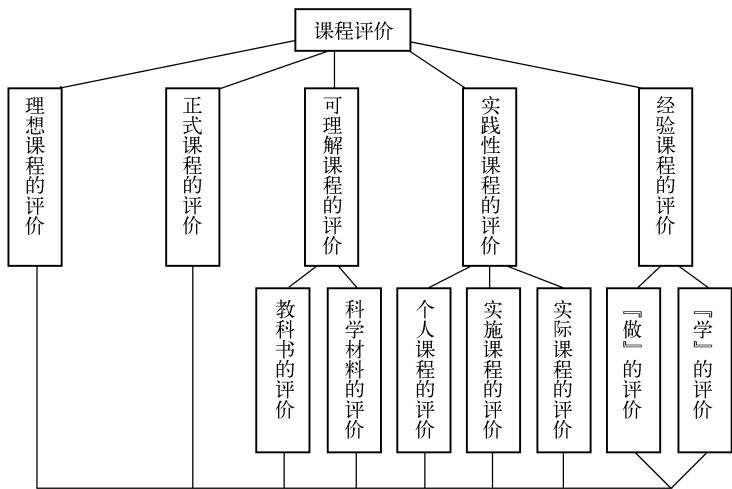 课程评价
理想课程的评价
正式课程的评价
可理解课程的评价
实践性课程的评价
经验课程的评价
教科书的评价
科学材料的评价
个人课程的评价
实施课程的评价
实际课程的评价
『做』的评价
『学』的评价